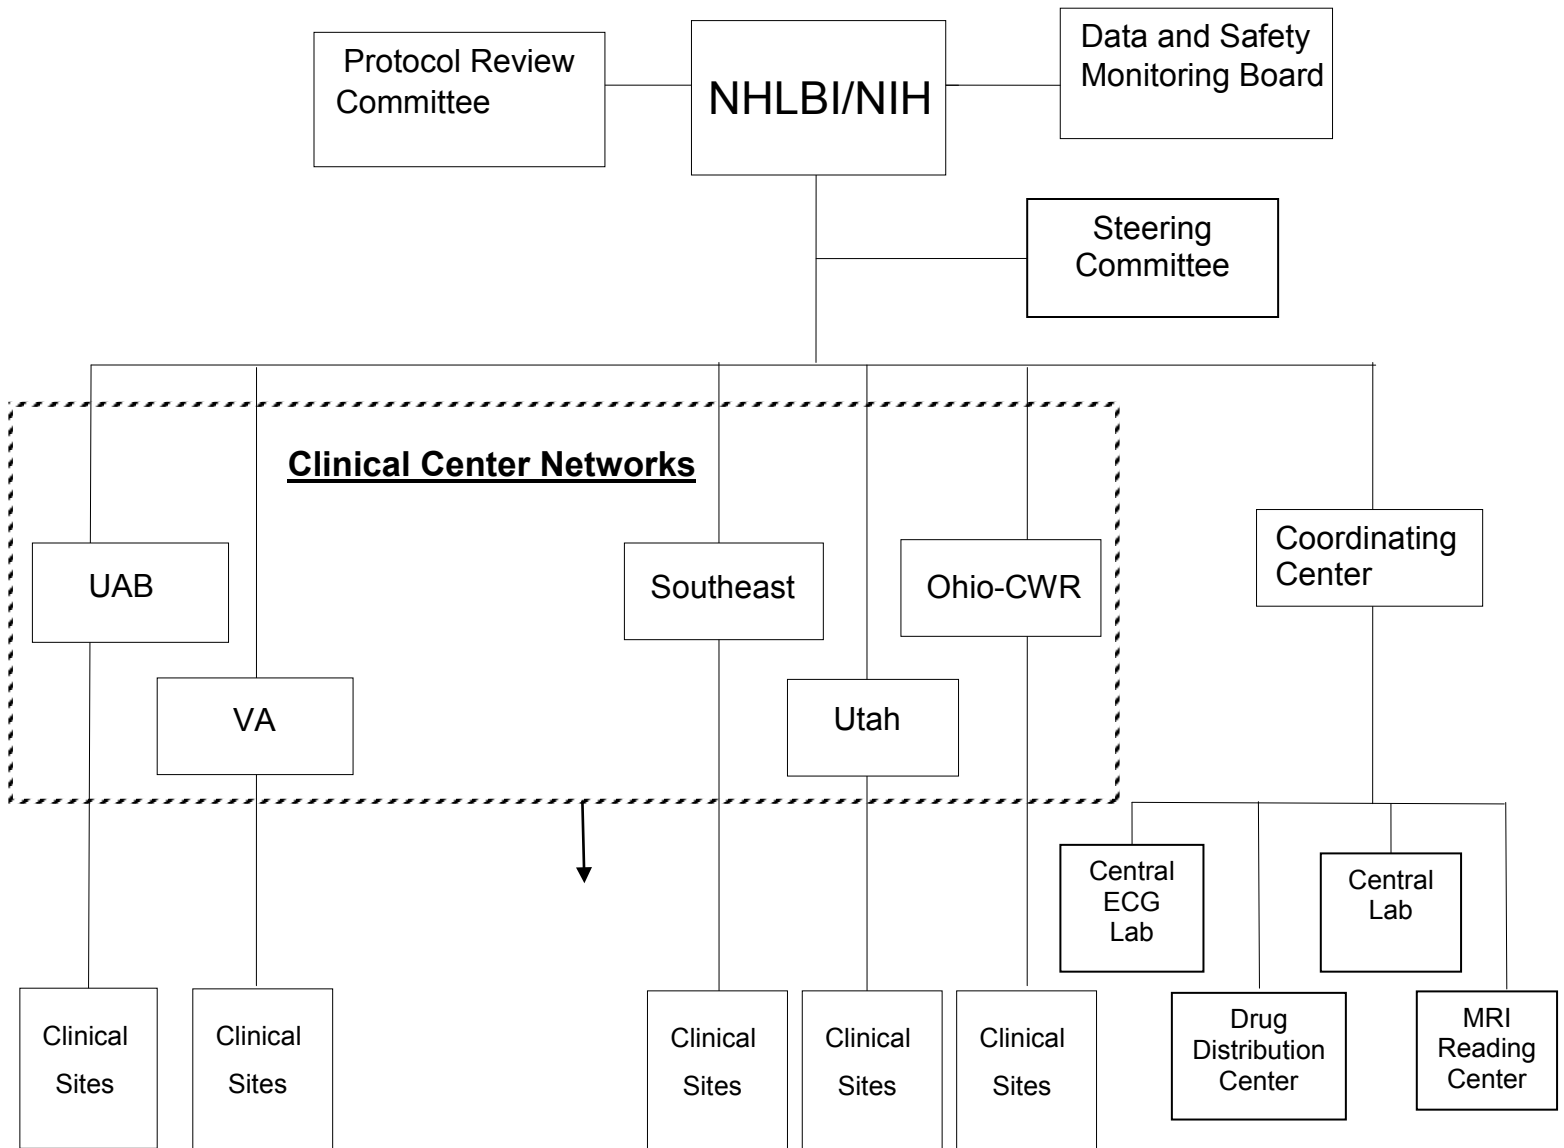 Protocol Review
Committee
NHLBI/NIH
Data and Safety
Monitoring Board
Steering
Committee
Clinical Center Networks
UAB
VA
Southeast
Utah
Ohio-CWR
Coordinating
Center
Central
ECG
Lab
Central
Lab
Drug
Distribution
Center
MRI
Reading
Center
Clinical
Sites
Clinical
Sites
Clinical
Sites
Clinical
Sites
Clinical
Sites